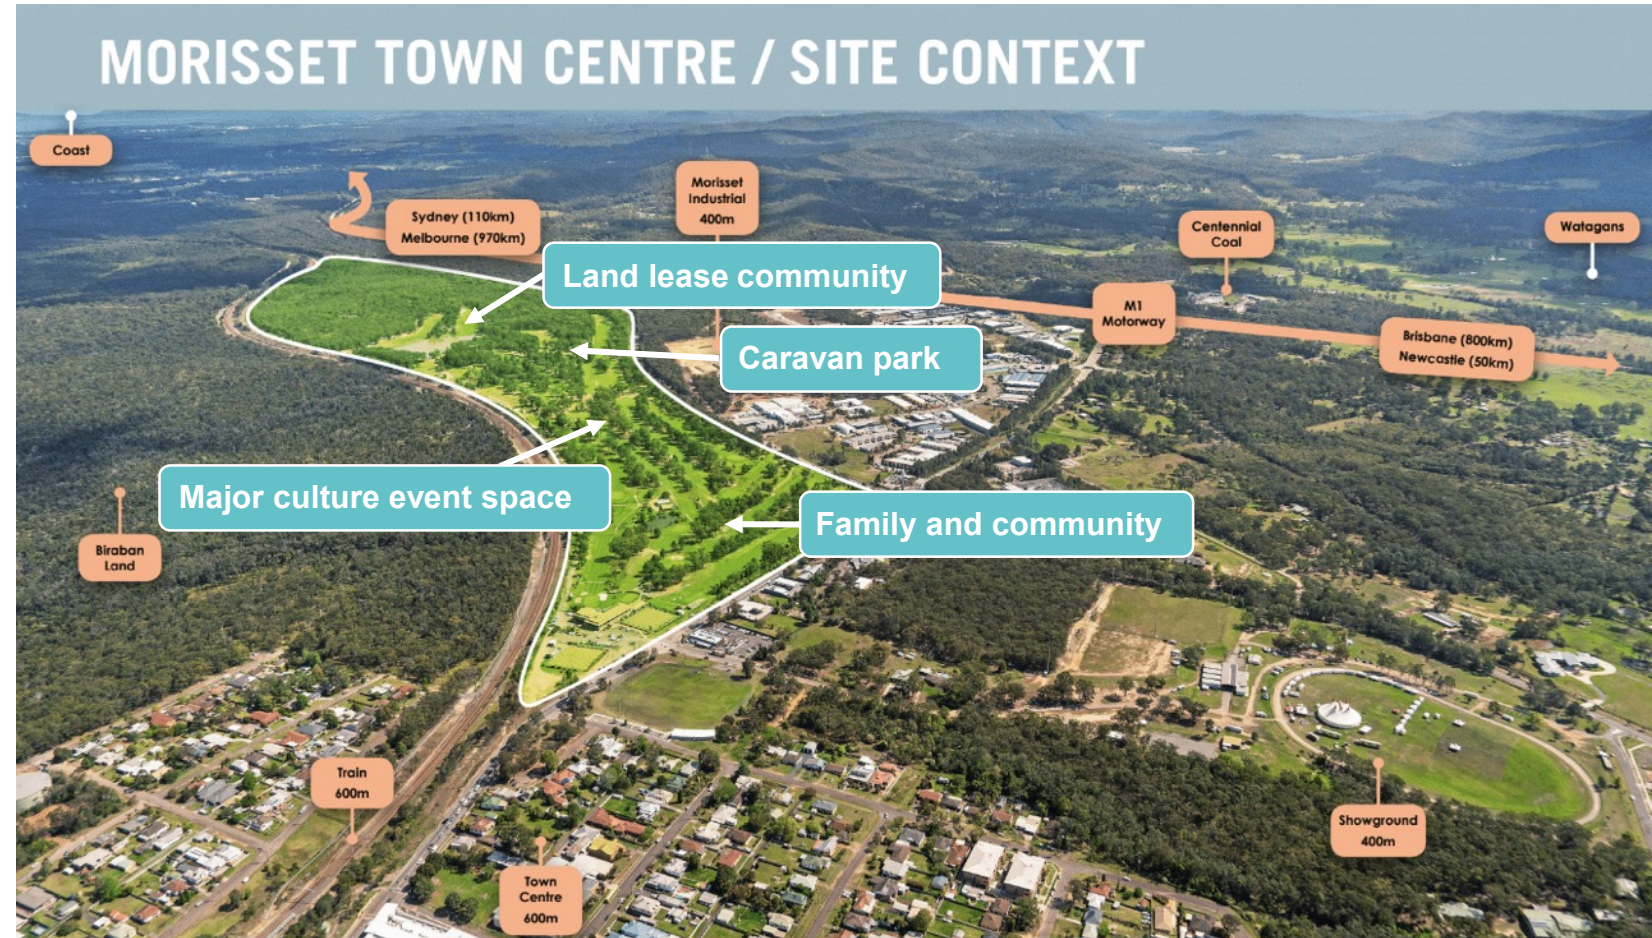 MORISSET TOWN CENTRE / SITE CONTEXT
Coast
Sydney (110km)
Melbourne (970km)
Morisset
Industrial
400m
Centennial
Coal
Watagans
Land lease community
M1
Motorway
Brisbane (800km)
Newcastle (50km)
Caravan park
Major culture event space
Family and community
Biraban
Land
Train
600m
Showground
400m
Town
Centre
600m